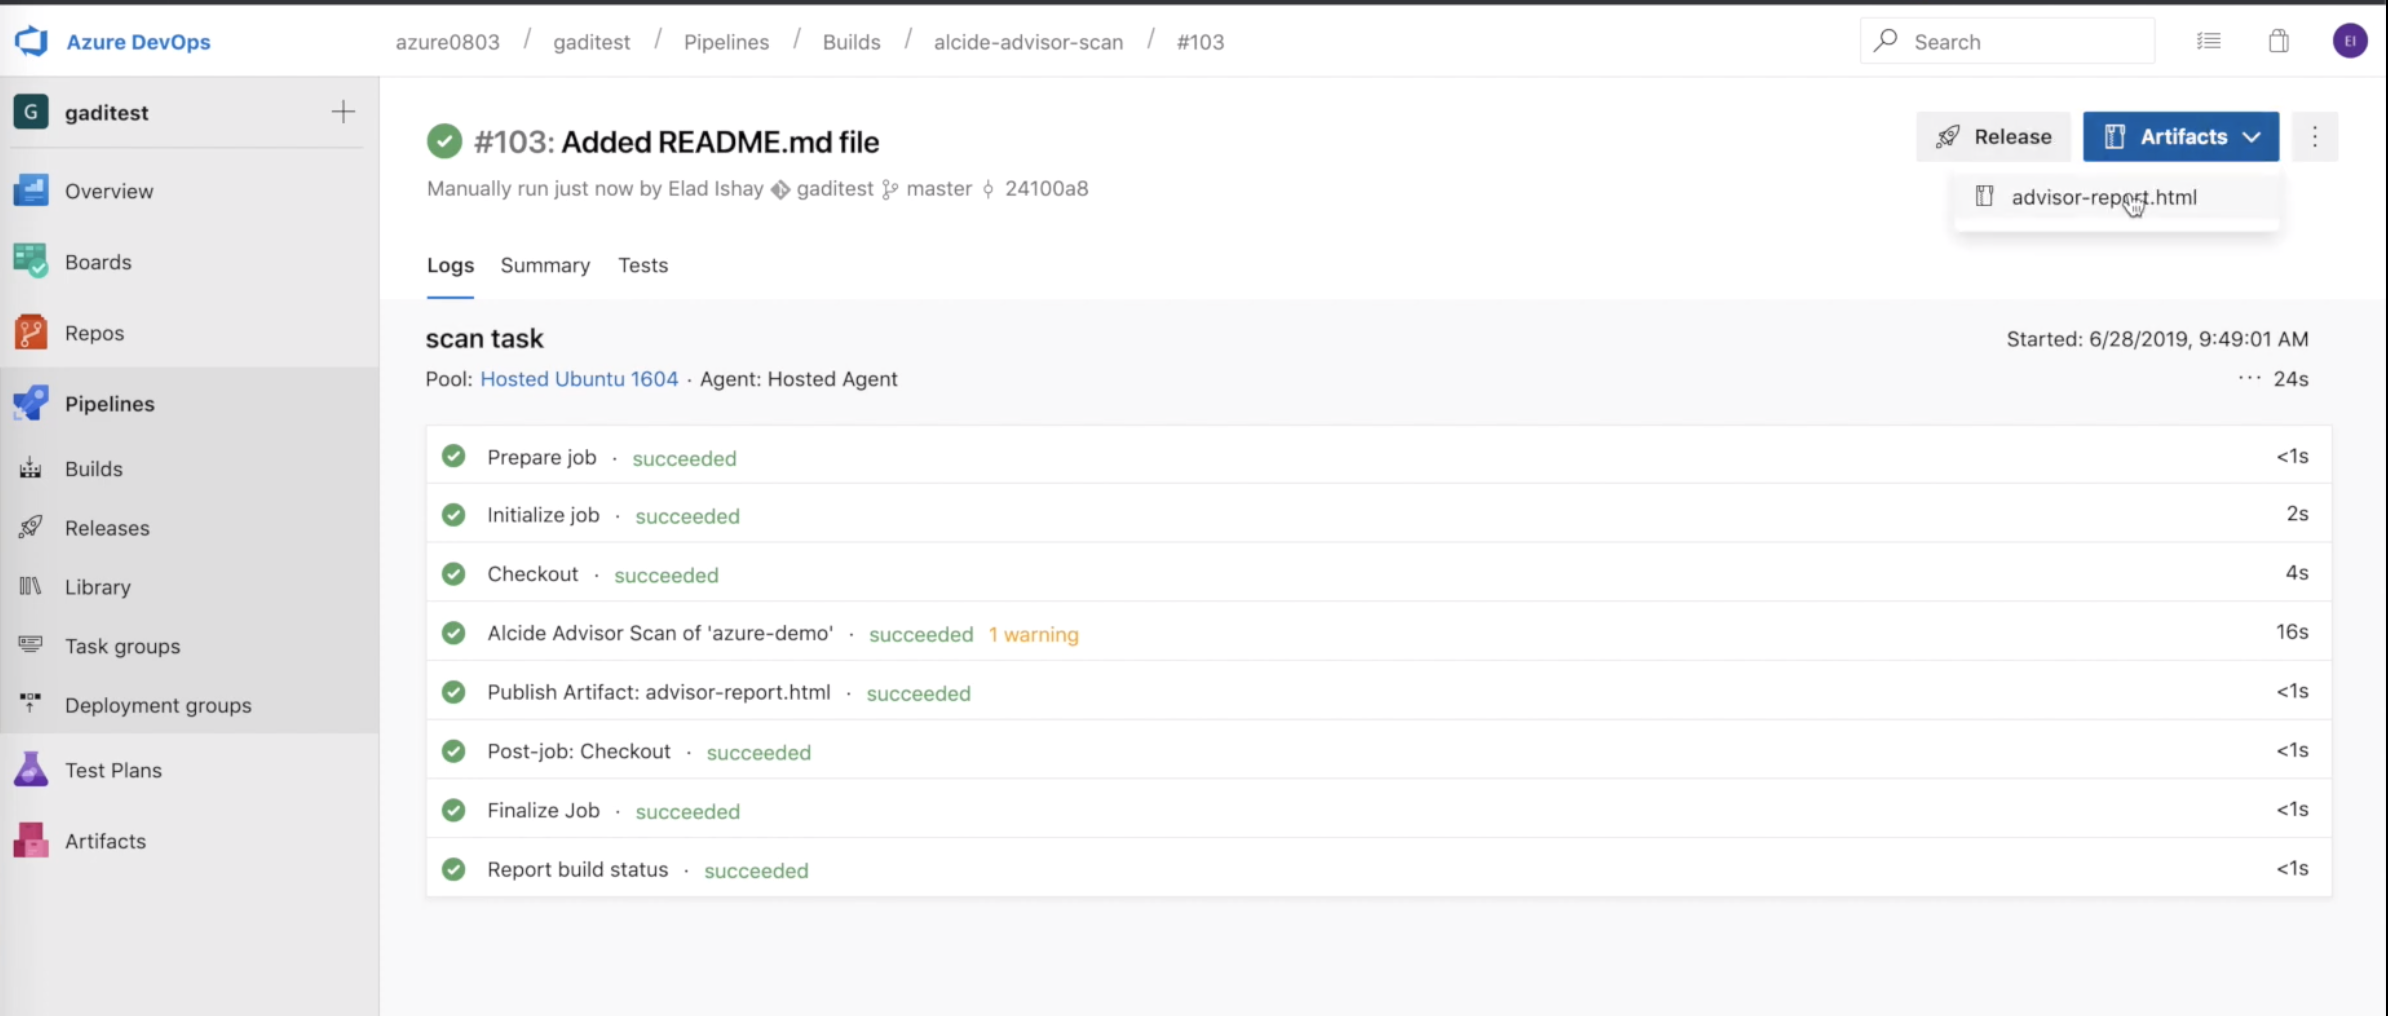 Azure DevOps azure0803 / gaditest / Pipelines / Builds / alcide-advisor-scan / #103 Search EI
G gaditest
Overview
Boards
Repos
Pipelines
Builds
Releases
Library
Task groups
Deployment groups
Test Plans
Artifacts
#103: Added README.md file
Manually run just now by Elad Ishay gaditest master 24100a8
Release Artifacts
advisor-report.html
Logs Summary Tests
scan task Started: 6/28/2019, 9:49:01 AM
Pool: Hosted Ubuntu 1604 · Agent: Hosted Agent ··· 24s
Prepare job · succeeded <1s
Initialize job · succeeded 2s
Checkout · succeeded 4s
Alcide Advisor Scan of 'azure-demo' · succeeded 1 warning 16s
Publish Artifact: advisor-report.html · succeeded <1s
Post-job: Checkout · succeeded <1s
Finalize Job · succeeded <1s
Report build status · succeeded <1s